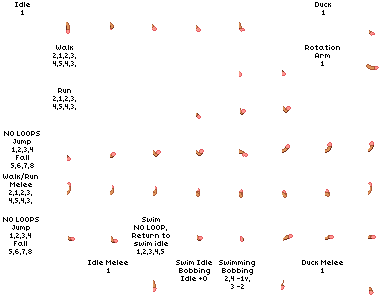 Idle
1
Duck
1
Walk
2,1,2,3,
4,5,4,3,
Rotation
Arm
1
Run
2,1,2,3,
4,5,4,3,
NO LOOPS
Jump
1,2,3,4
Fall
5,6,7,8
Walk/Run
Melee
2,1,2,3,
4,5,4,3,
NO LOOPS
Jump
1,2,3,4
Fall
5,6,7,8
Swim
NO LOOP,
Return to
swim idle
1,2,3,4,5
Idle Melee
1
Swim Idle
Bobbing
Idle +0
Swimming
Bobbing
2,4 -1v,
3 -2
Duck Melee
1